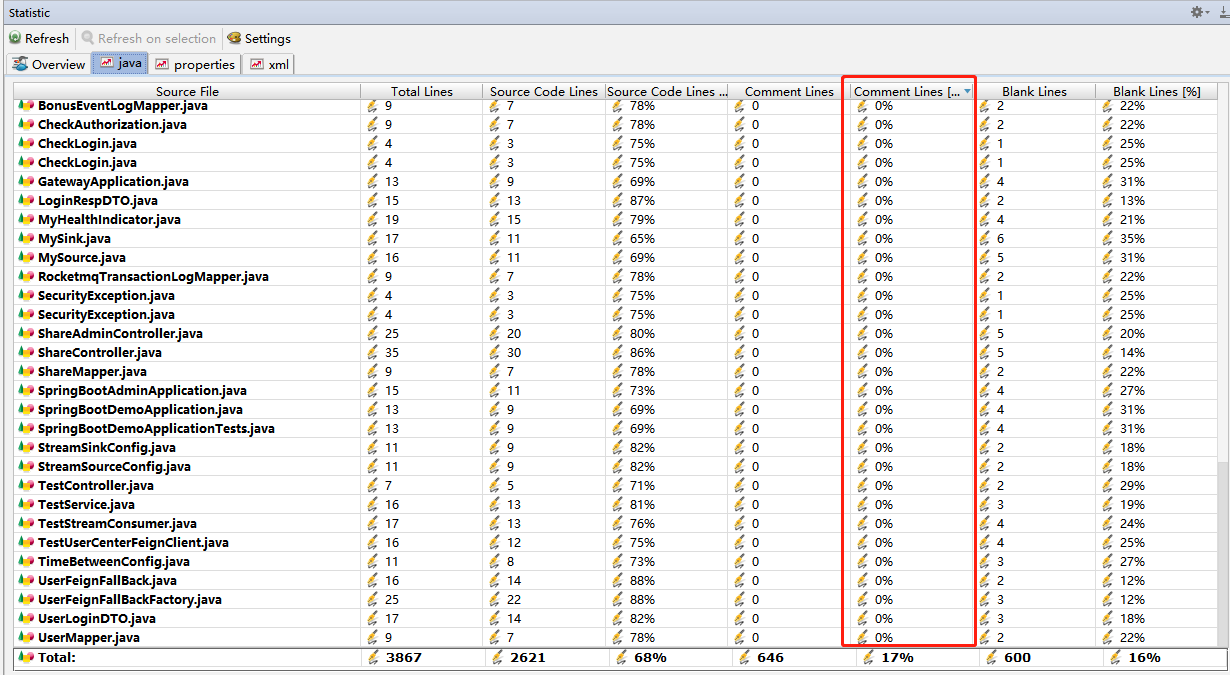 Statistic
Refresh Refresh on selection Settings
Overview java properties xml
Source File Total Lines Source Code Lines Source Code Lines ... Comment Lines Comment Lines [... Blank Lines Blank Lines [%]
BonusEventLogMapper.java 9 7 78% 0 0% 2 22%
CheckAuthorization.java 9 7 78% 0 0% 2 22%
CheckLogin.java 4 3 75% 0 0% 1 25%
CheckLogin.java 4 3 75% 0 0% 1 25%
GatewayApplication.java 13 9 69% 0 0% 4 31%
LoginRespDTO.java 15 13 87% 0 0% 2 13%
MyHealthIndicator.java 19 15 79% 0 0% 4 21%
MySink.java 17 11 65% 0 0% 6 35%
MySource.java 16 11 69% 0 0% 5 31%
RocketmqTransactionLogMapper.java 9 7 78% 0 0% 2 22%
SecurityException.java 4 3 75% 0 0% 1 25%
SecurityException.java 4 3 75% 0 0% 1 25%
ShareAdminController.java 25 20 80% 0 0% 5 20%
ShareController.java 35 30 86% 0 0% 5 14%
ShareMapper.java 9 7 78% 0 0% 2 22%
SpringBootAdminApplication.java 15 11 73% 0 0% 4 27%
SpringBootDemoApplication.java 13 9 69% 0 0% 4 31%
SpringBootDemoApplicationTests.java 13 9 69% 0 0% 4 31%
StreamSinkConfig.java 11 9 82% 0 0% 2 18%
StreamSourceConfig.java 11 9 82% 0 0% 2 18%
TestController.java 7 5 71% 0 0% 2 29%
TestService.java 16 13 81% 0 0% 3 19%
TestStreamConsumer.java 17 13 76% 0 0% 4 24%
TestUserCenterFeignClient.java 16 12 75% 0 0% 4 25%
TimeBetweenConfig.java 11 8 73% 0 0% 3 27%
UserFeignFallBack.java 16 14 88% 0 0% 2 12%
UserFeignFallBackFactory.java 25 22 88% 0 0% 3 12%
UserLoginDTO.java 17 14 82% 0 0% 3 18%
UserMapper.java 9 7 78% 0 0% 2 22%
Total: 3867 2621 68% 646 17% 600 16%